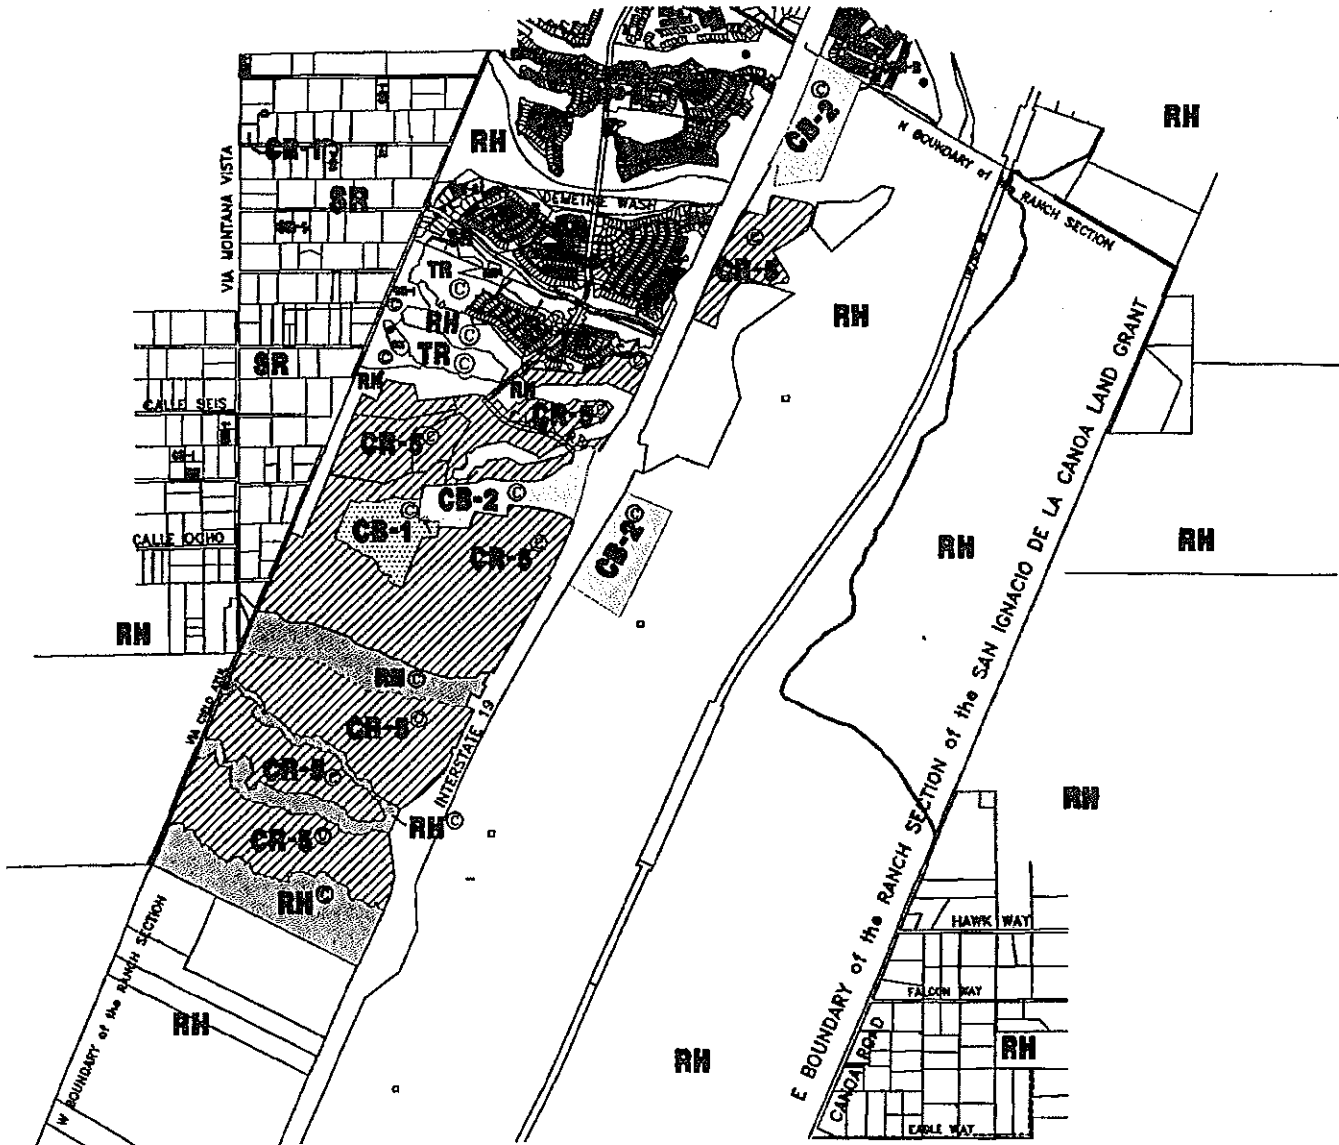 RH
© CB-2
N BOUNDARY of the RANCH SECTION
RH
VIA MONTANA VISTA
SR
DEMETRIE WASH
© CR-5
TR ©
RH ©
TR ©
RH
SR
RH
RH
CALLE SEIS
CR-5 ©
CR-5 ©
CB-2 ©
CB-1 ©
CALLE OCHO
CR-5 ©
CB-2 ©
RH
RH
RH
E BOUNDARY of the RANCH SECTION of the SAN IGNACIO DE LA CANOA LAND GRANT
RH ©
CR-5 ©
INTERSTATE 19
CR-5 ©
RH ©
CR-5 ©
RH
RH ©
HAWK WAY
FALCON WAY
CANOA ROAD
EAGLE WAY
W BOUNDARY of the RANCH SECTION
RH
RH
RH